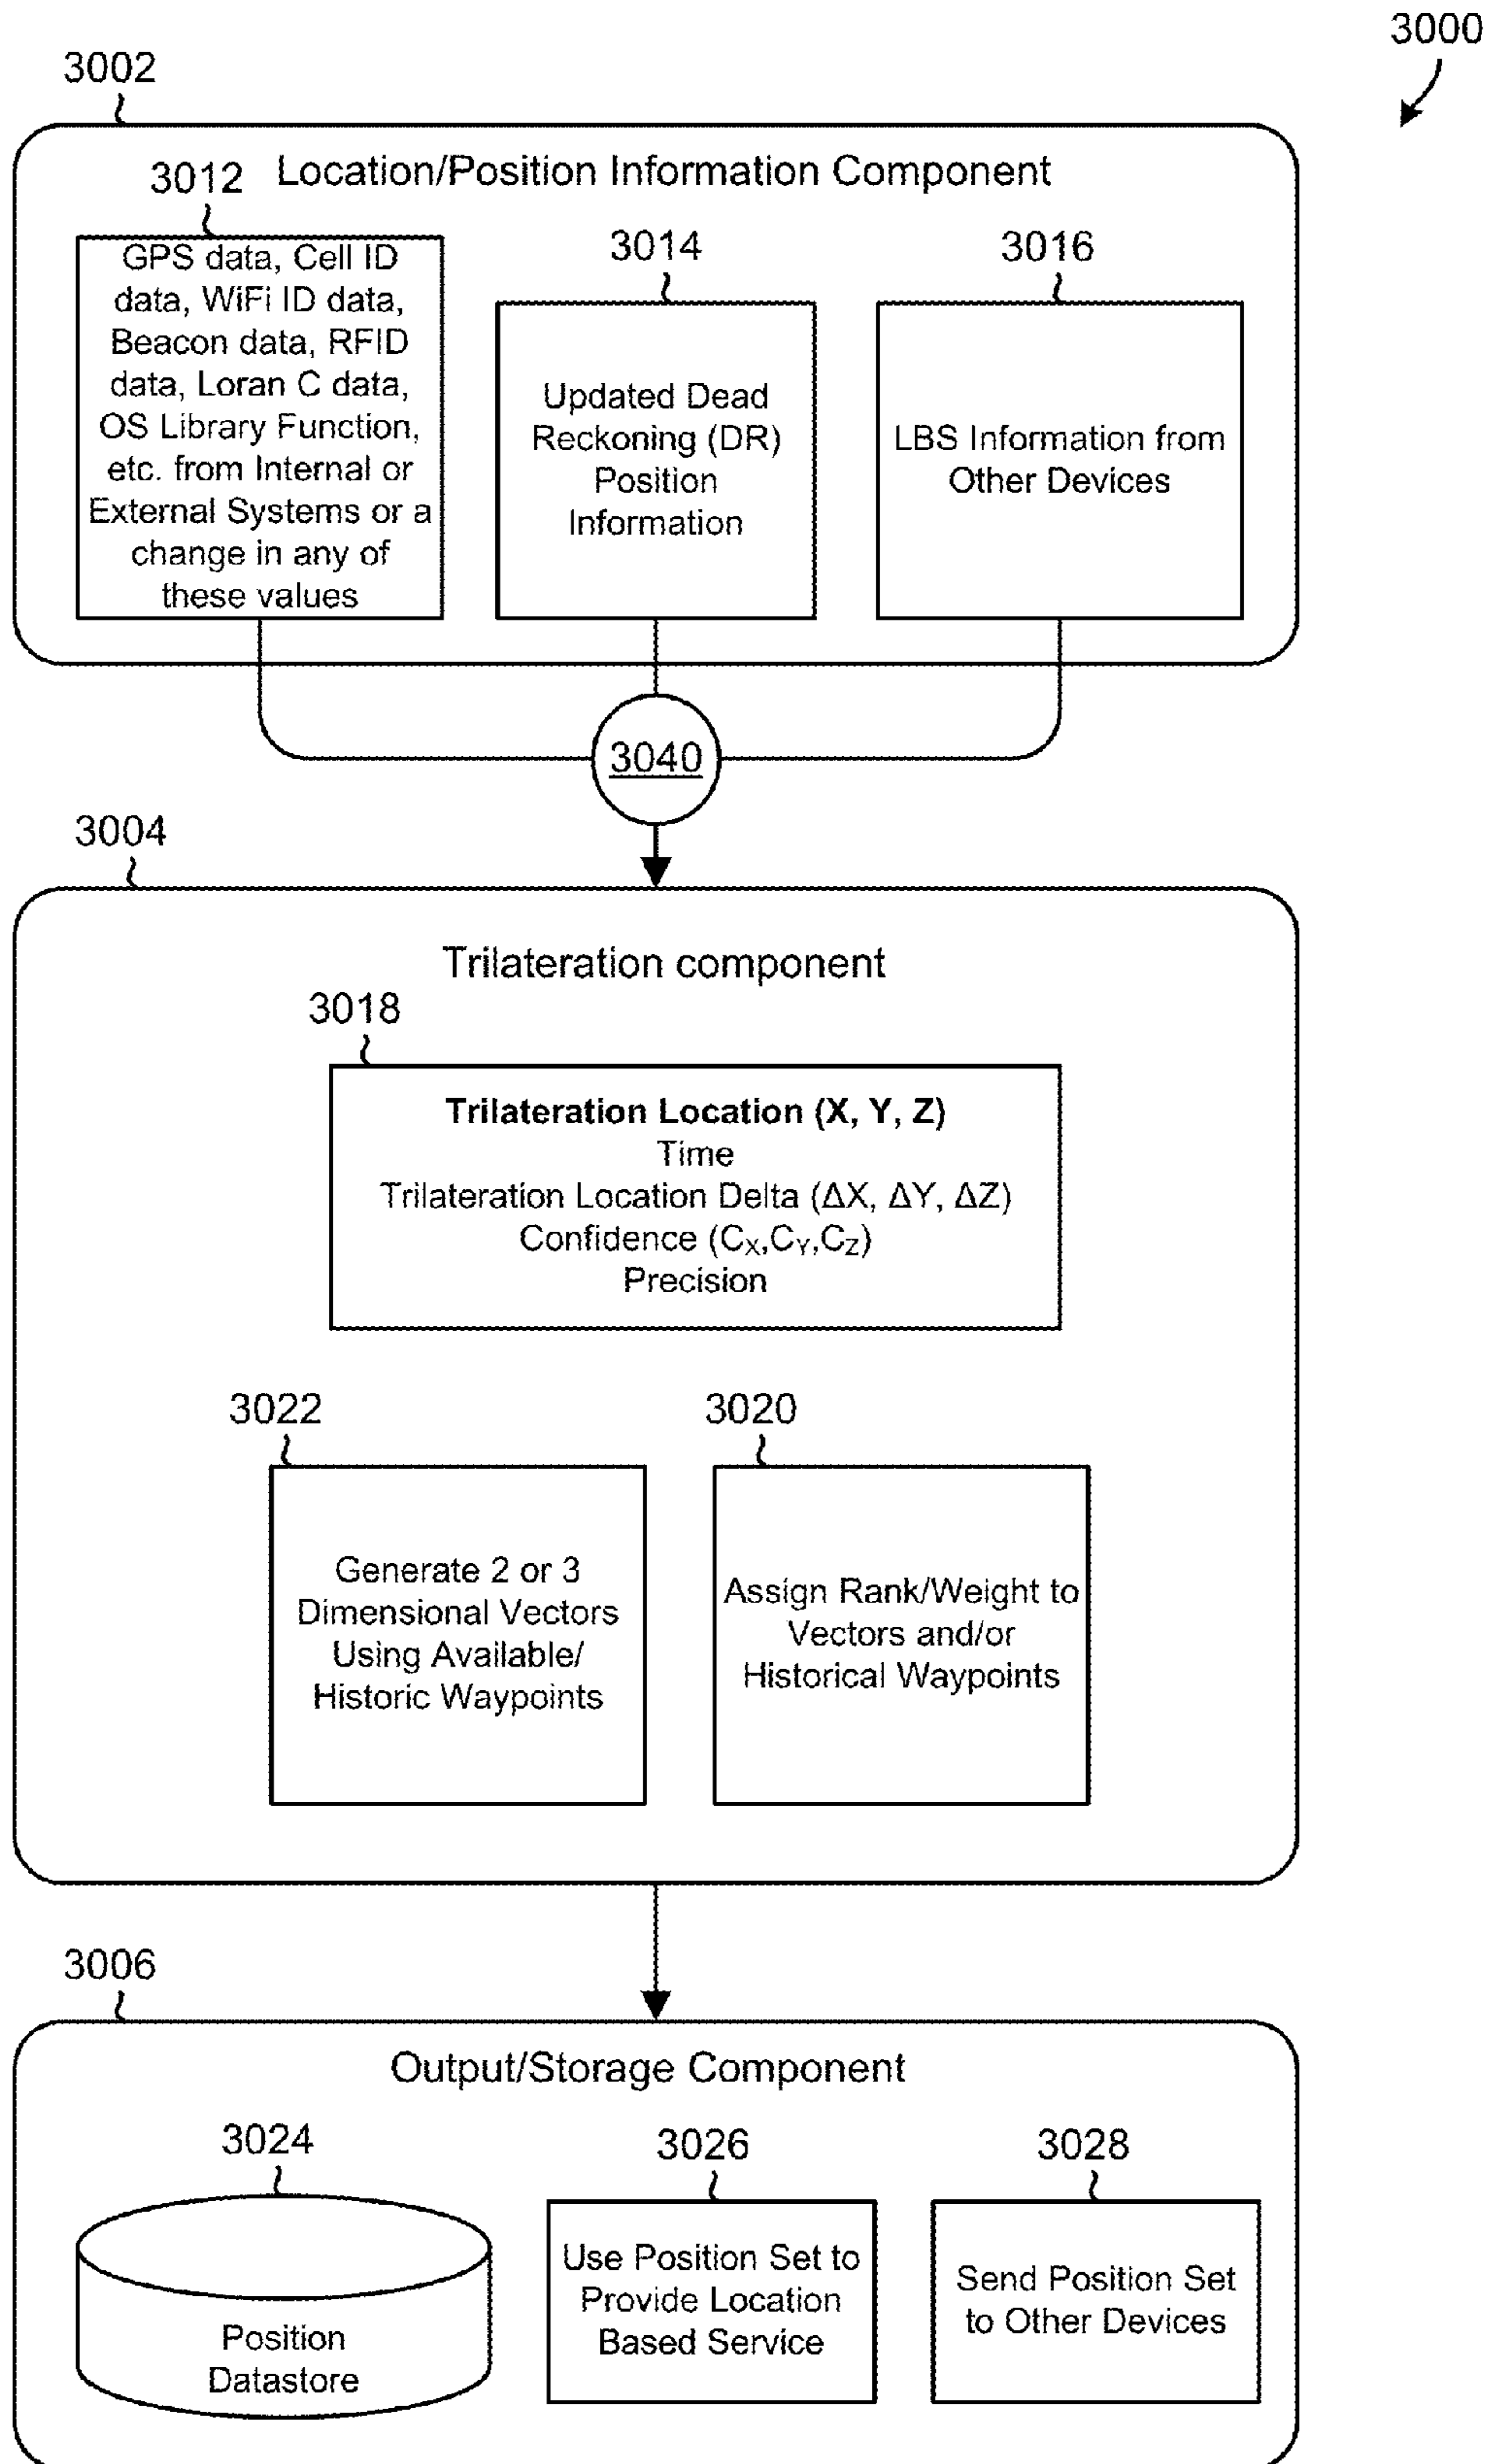 3000
3002
Location/Position Information Component
3012
GPS data, Cell ID
data, WiFi ID data,
Beacon data, RFID
data, Loran C data,
OS Library Function,
etc. from Internal or
External Systems or a
change in any of
these values
3014
Updated Dead
Reckoning (DR)
Position
Information
3016
LBS Information from
Other Devices
3040
3004
Trilateration component
3018
Trilateration Location (X, Y, Z)
Time
Trilateration Location Delta (ΔX, ΔY, ΔZ)
Confidence (CX,CY,CZ)
Precision
3022
Generate 2 or 3
Dimensional Vectors
Using Available/
Historic Waypoints
3020
Assign Rank/Weight to
Vectors and/or
Historical Waypoints
3006
Output/Storage Component
3024
Position
Datastore
3026
Use Position Set to
Provide Location
Based Service
3028
Send Position Set
to Other Devices